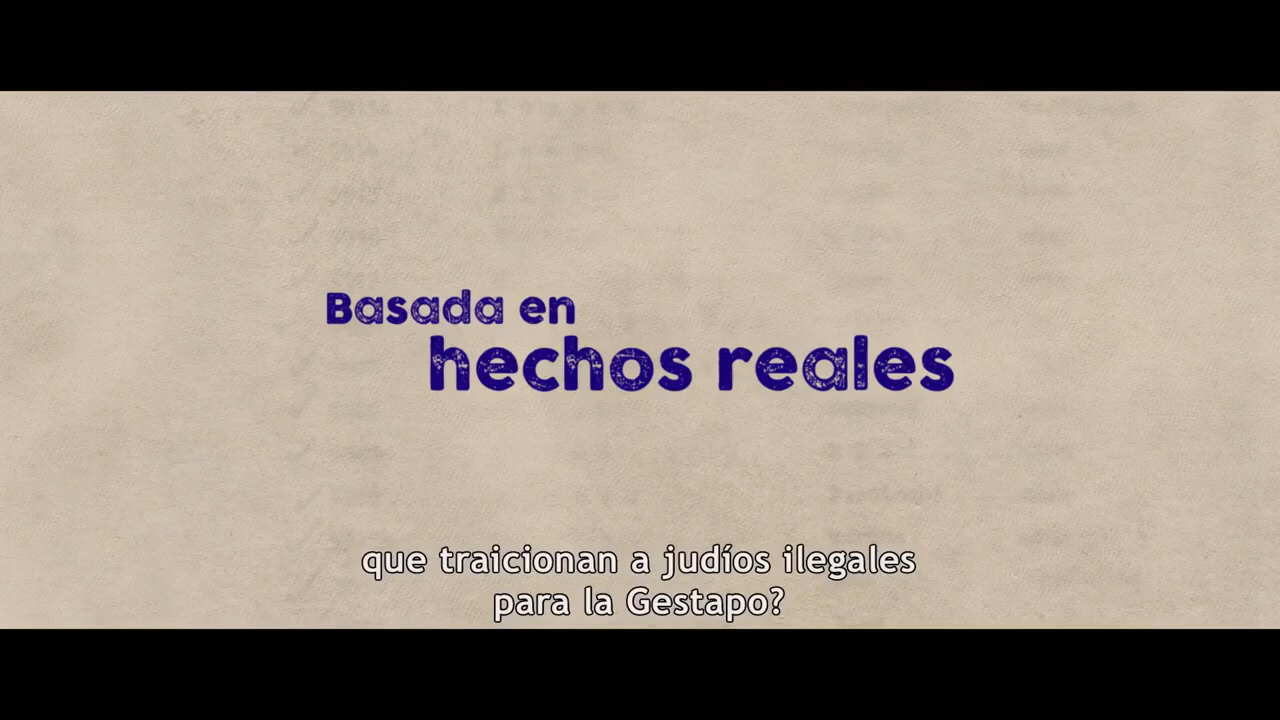 Basada en
hechos reales
que traicionan a judíos ilegales
para la Gestapo?